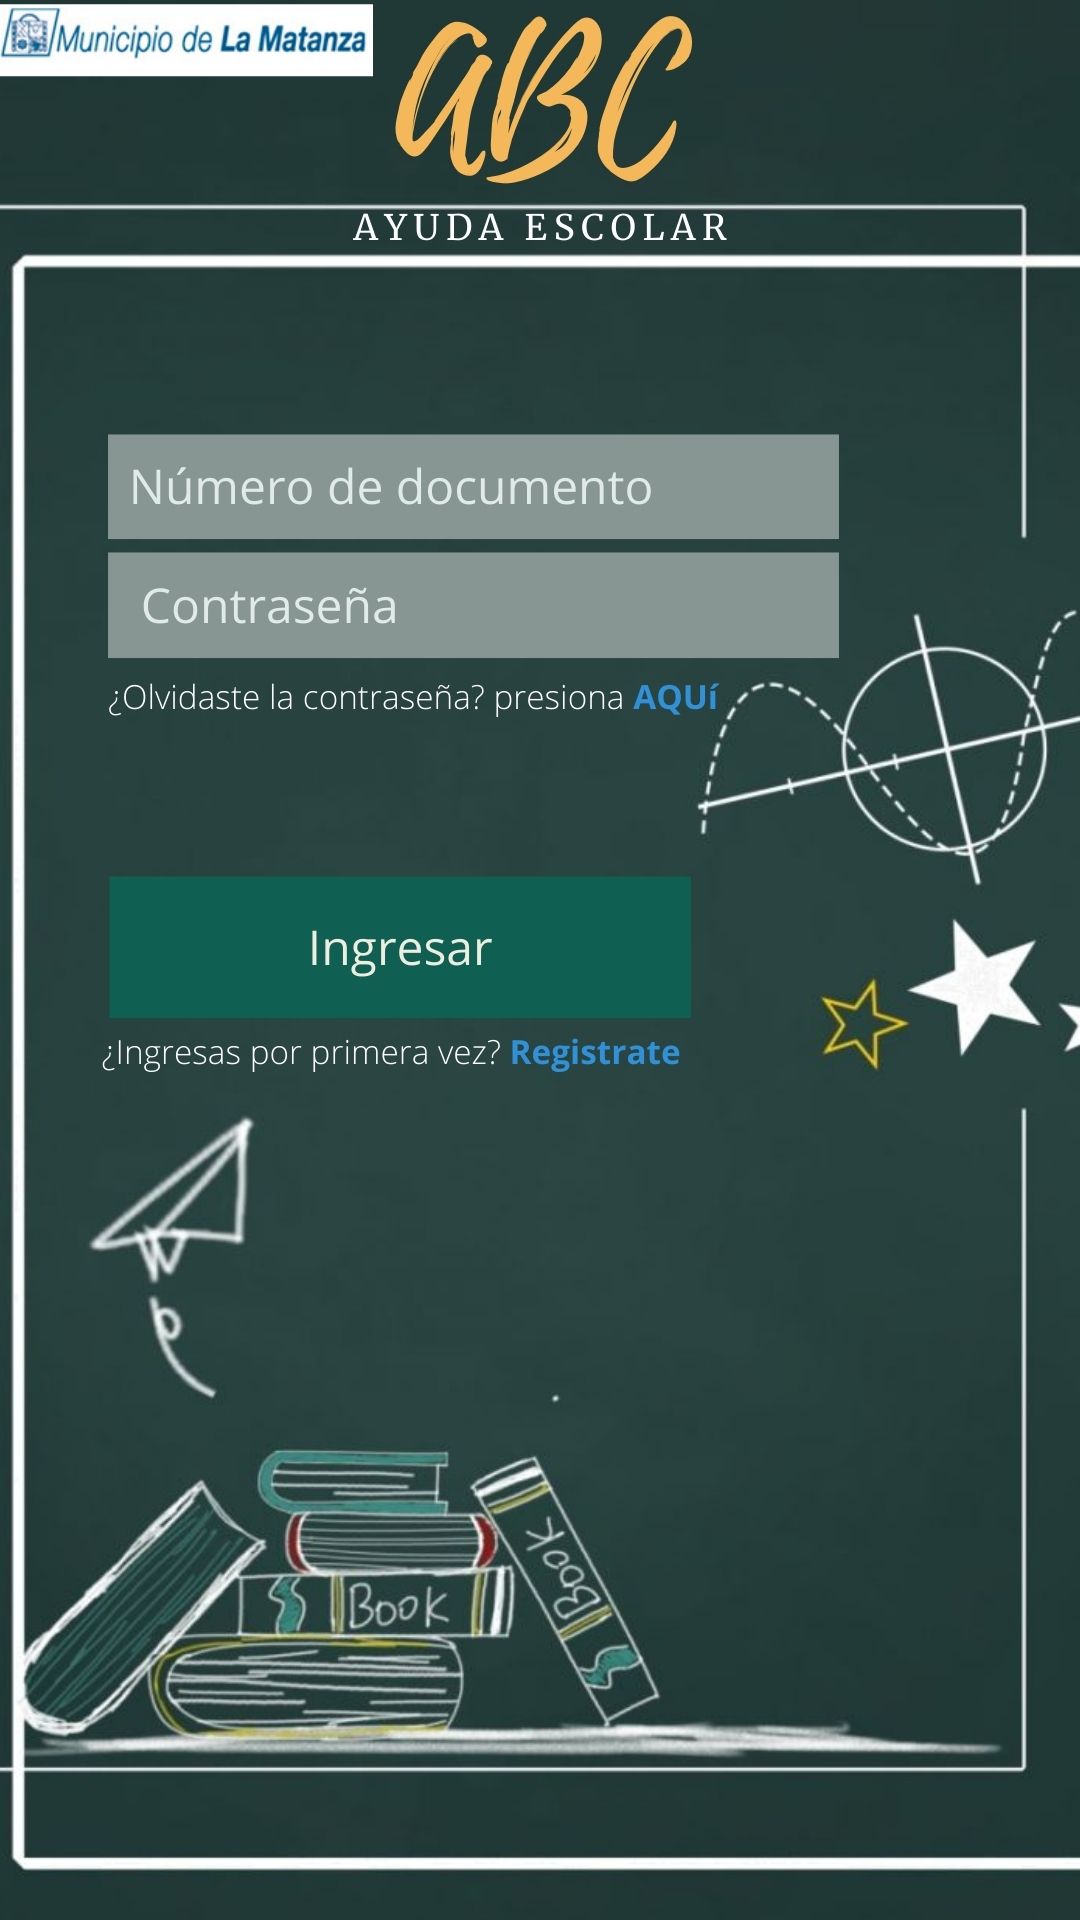 Municipio de La Matanza
ABC
AYUDA ESCOLAR
Número de documento
Contraseña
¿Olvidaste la contraseña? presiona AQUí
Ingresar
¿Ingresas por primera vez? Registrate
Book
Book